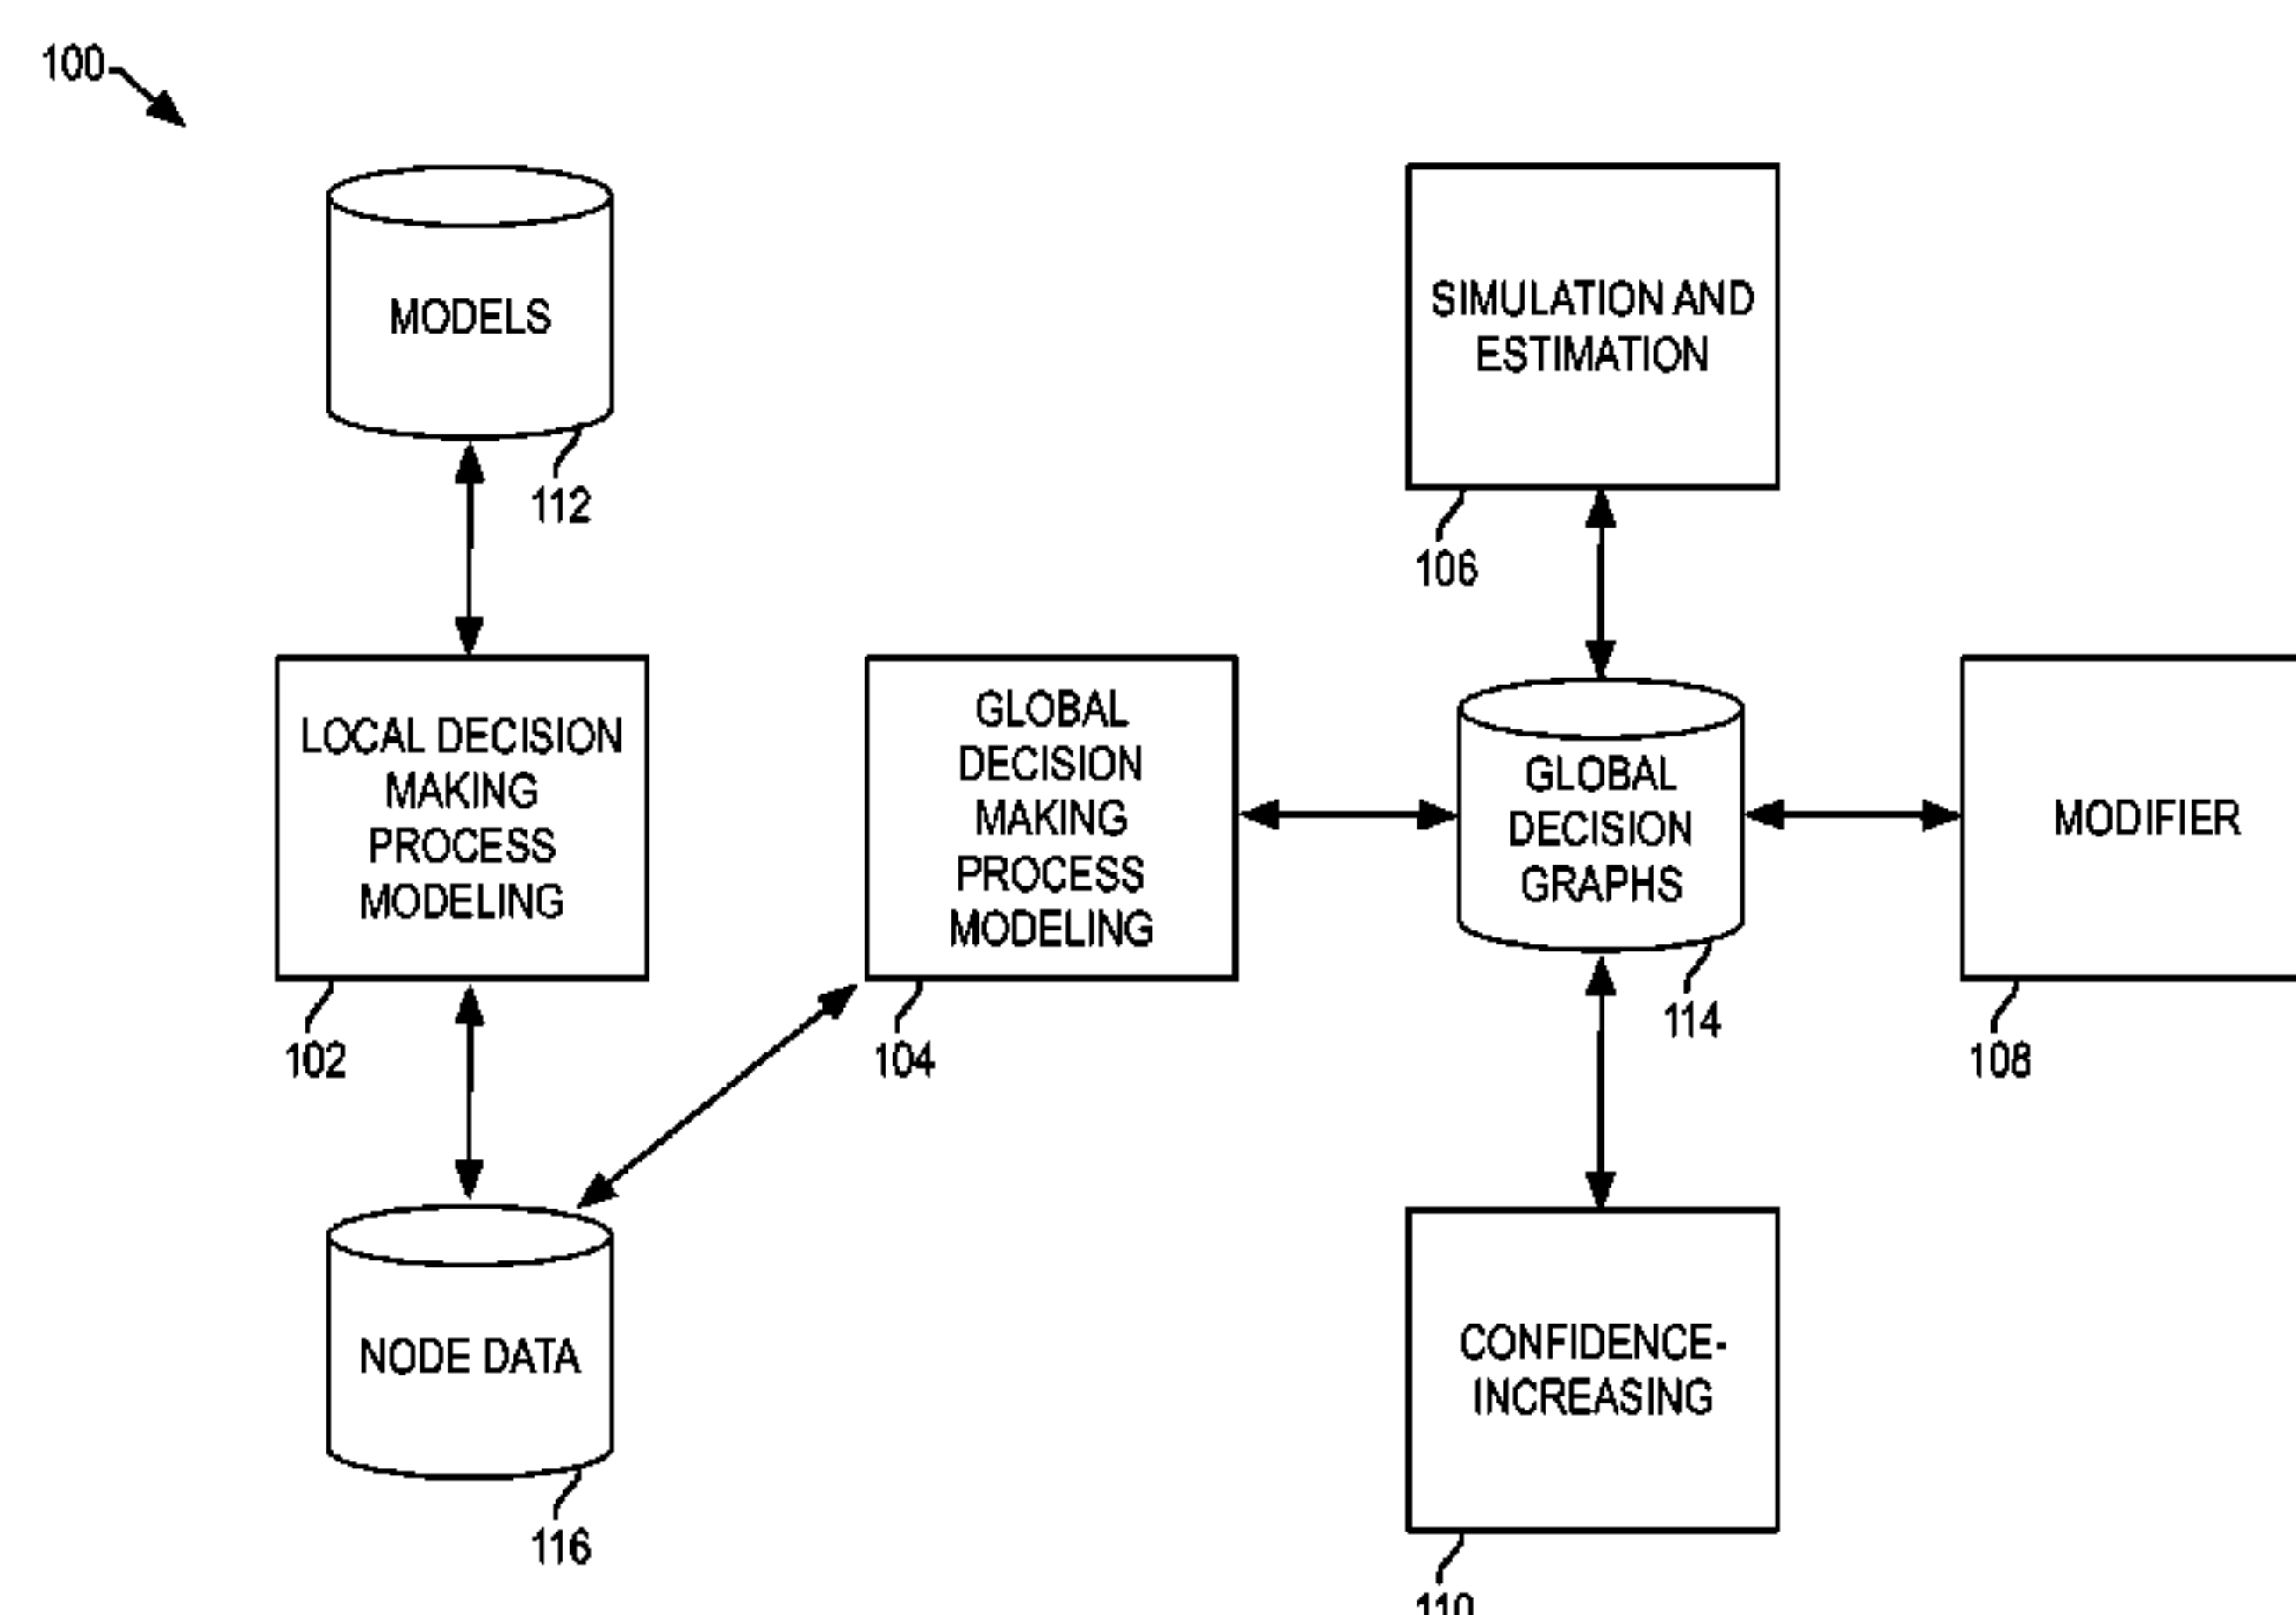 100
MODELS
112
SIMULATION AND
ESTIMATION
106
LOCAL DECISION
MAKING
PROCESS
MODELING
102
GLOBAL
DECISION
MAKING
PROCESS
MODELING
104
GLOBAL
DECISION
GRAPHS
114
MODIFIER
108
NODE DATA
116
CONFIDENCE-
INCREASING
110